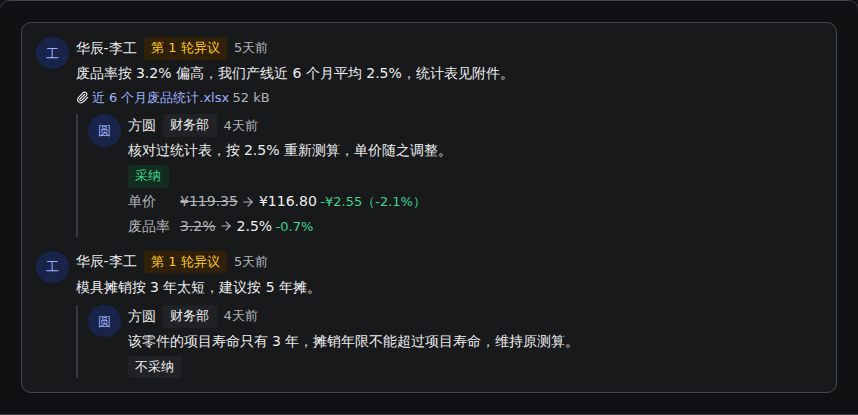 工 华辰-李工 第 1 轮异议 5天前
废品率按 3.2% 偏高，我们产线近 6 个月平均 2.5%，统计表见附件。
近 6 个月废品统计.xlsx 52 kB
圆 方圆 财务部 4天前
核对过统计表，按 2.5% 重新测算，单价随之调整。
采纳
单价 ¥119.35 → ¥116.80 -¥2.55（-2.1%）
废品率 3.2% → 2.5% -0.7%
工 华辰-李工 第 1 轮异议 5天前
模具摊销按 3 年太短，建议按 5 年摊。
圆 方圆 财务部 4天前
该零件的项目寿命只有 3 年，摊销年限不能超过项目寿命，维持原测算。
不采纳